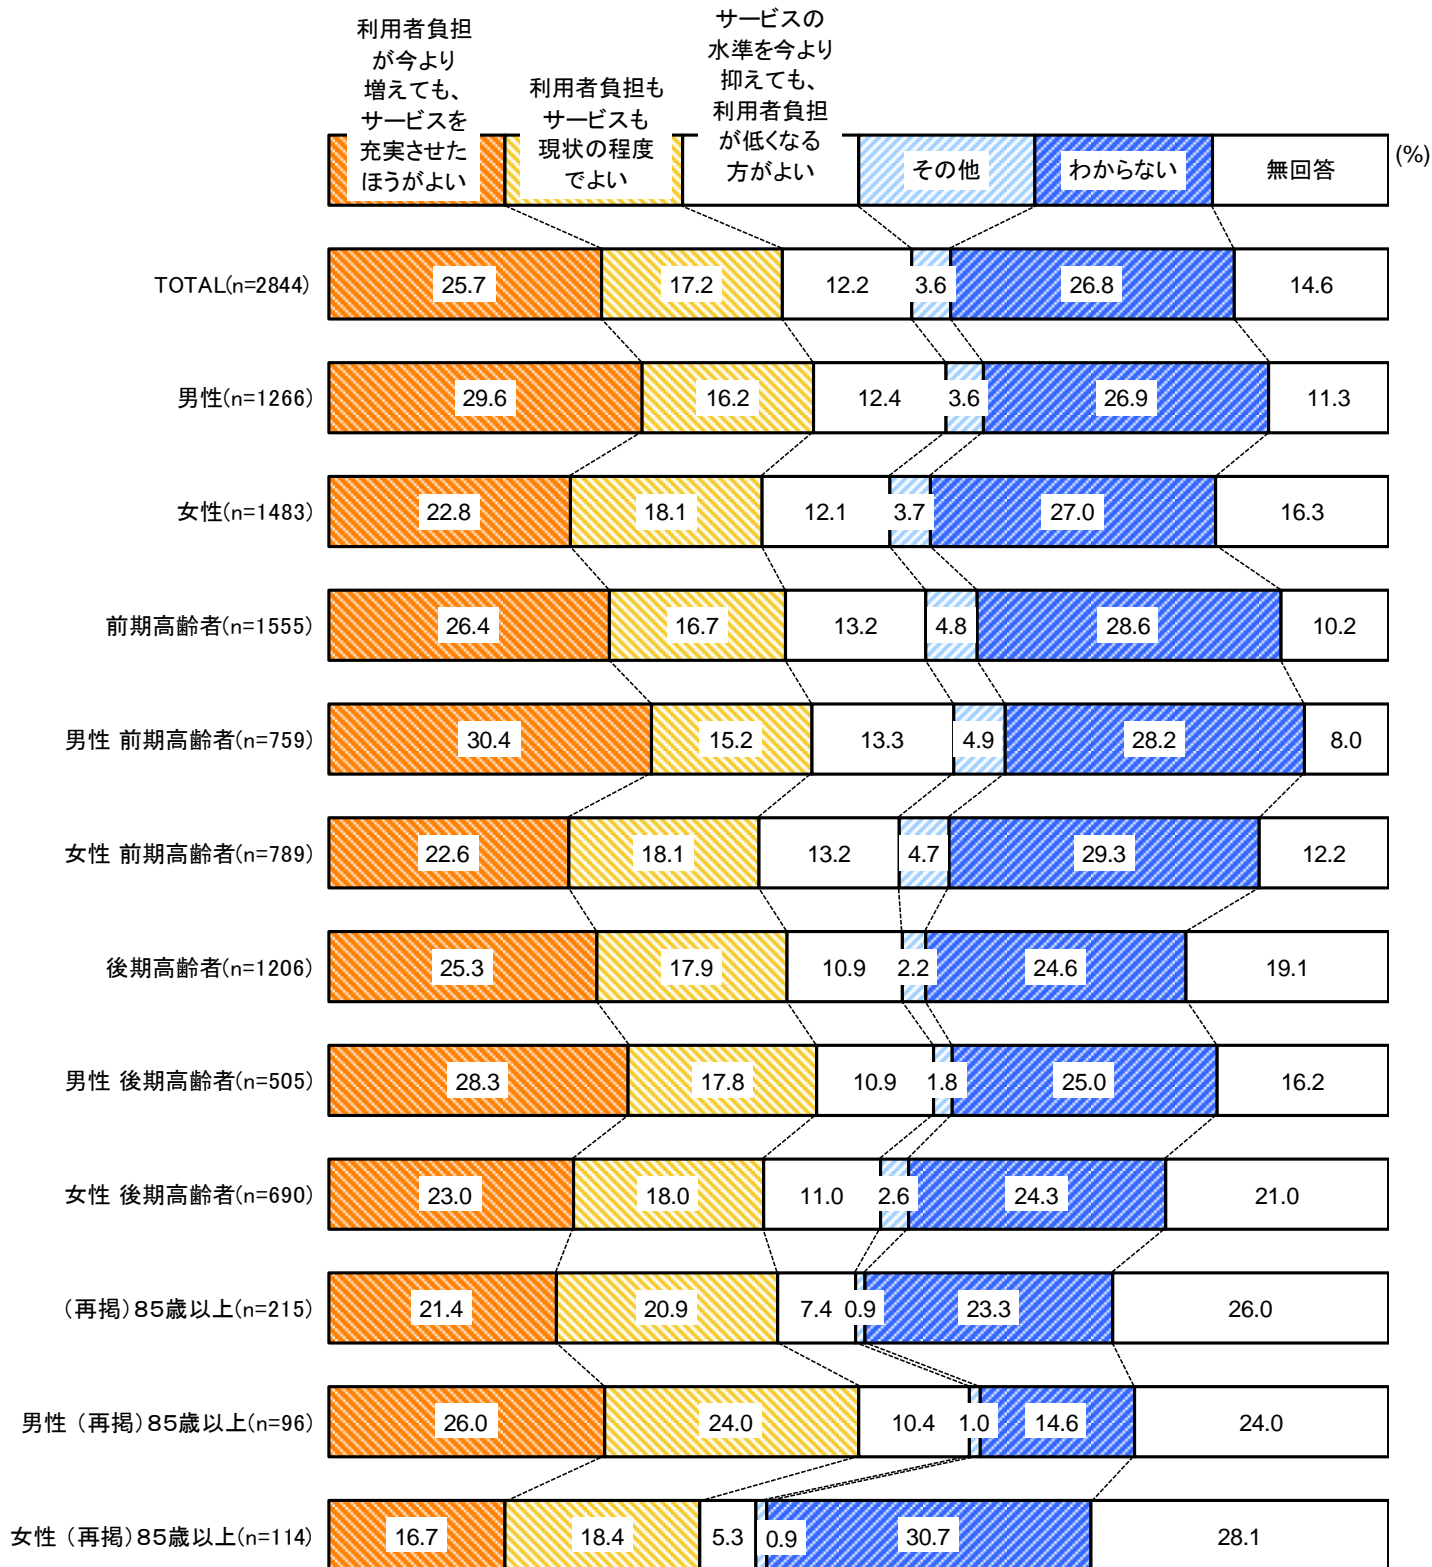 利用者負担
が今より
増えても、
サービスを
充実させた
ほうがよい
利用者負担も
サービスも
現状の程度
でよい
サービスの
水準を今より
抑えても、
利用者負担
が低くなる
方がよい
その他
わからない
無回答
(%)
TOTAL(n=2844) 25.7 17.2 12.2 3.6 26.8 14.6
男性(n=1266) 29.6 16.2 12.4 3.6 26.9 11.3
女性(n=1483) 22.8 18.1 12.1 3.7 27.0 16.3
前期高齢者(n=1555) 26.4 16.7 13.2 4.8 28.6 10.2
男性 前期高齢者(n=759) 30.4 15.2 13.3 4.9 28.2 8.0
女性 前期高齢者(n=789) 22.6 18.1 13.2 4.7 29.3 12.2
後期高齢者(n=1206) 25.3 17.9 10.9 2.2 24.6 19.1
男性 後期高齢者(n=505) 28.3 17.8 10.9 1.8 25.0 16.2
女性 後期高齢者(n=690) 23.0 18.0 11.0 2.6 24.3 21.0
(再掲)85歳以上(n=215) 21.4 20.9 7.4 0.9 23.3 26.0
男性 (再掲)85歳以上(n=96) 26.0 24.0 10.4 1.0 14.6 24.0
女性 (再掲)85歳以上(n=114) 16.7 18.4 5.3 0.9 30.7 28.1